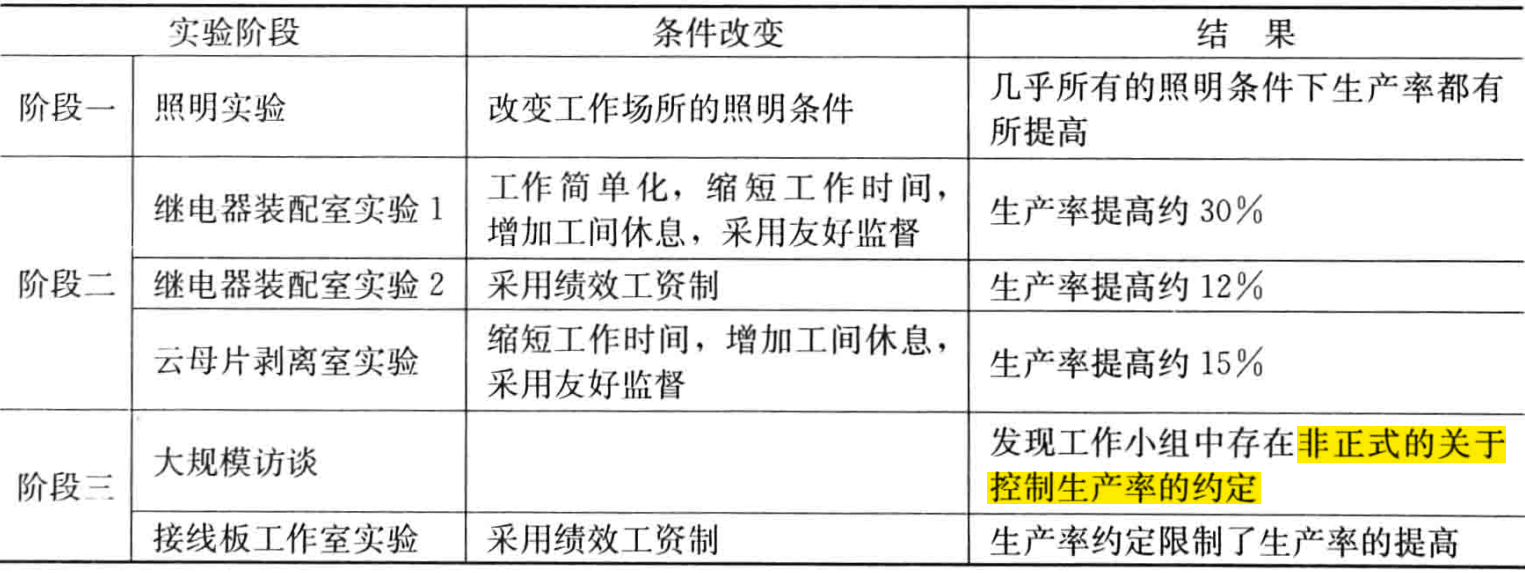 实验阶段 条件改变 结 果
阶段一 照明实验 改变工作场所的照明条件 几乎所有的照明条件下生产率都有
所提高
阶段二 继电器装配室实验 1 工作简单化，缩短工作时间，
增加工间休息，采用友好监督 生产率提高约 30%
继电器装配室实验 2 采用绩效工资制 生产率提高约 12%
云母片剥离室实验 缩短工作时间，增加工间休息，
采用友好监督 生产率提高约 15%
阶段三 大规模访谈 发现工作小组中存在非正式的关于
控制生产率的约定
接线板工作室实验 采用绩效工资制 生产率约定限制了生产率的提高